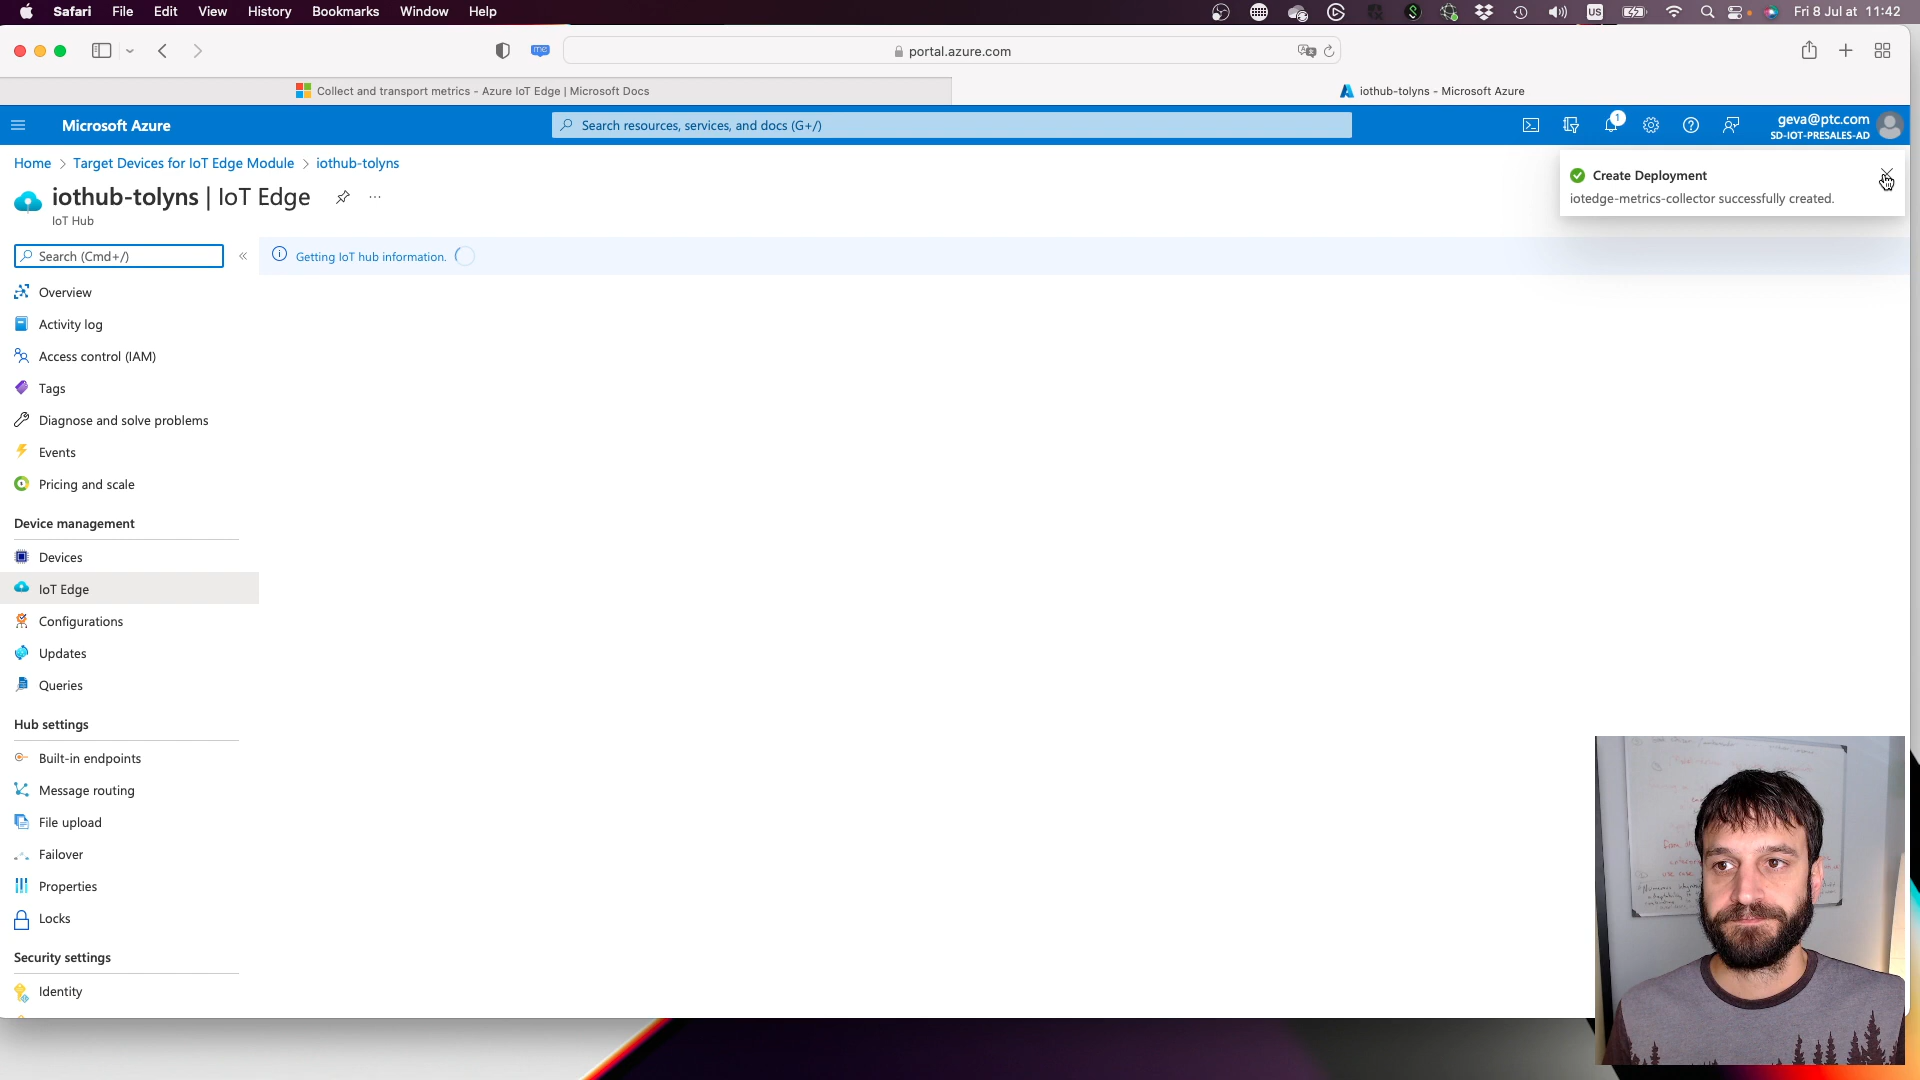 Safari File Edit View History Bookmarks Window Help
US
Fri 8 Jul at 11:42
me
portal.azure.com
Collect and transport metrics - Azure IoT Edge | Microsoft Docs
iothub-tolyns - Microsoft Azure
Microsoft Azure
Search resources, services, and docs (G+/)
1
geva@ptc.com
SD-IOT-PRESALES-AD
Home > Target Devices for IoT Edge Module > iothub-tolyns
iothub-tolyns | IoT Edge
IoT Hub
Create Deployment
iotedge-metrics-collector successfully created.
Search (Cmd+/)
Getting IoT hub information.
Overview
Activity log
Access control (IAM)
Tags
Diagnose and solve problems
Events
Pricing and scale
Device management
Devices
IoT Edge
Configurations
Updates
Queries
Hub settings
Built-in endpoints
Message routing
File upload
Failover
Properties
Locks
Security settings
Identity